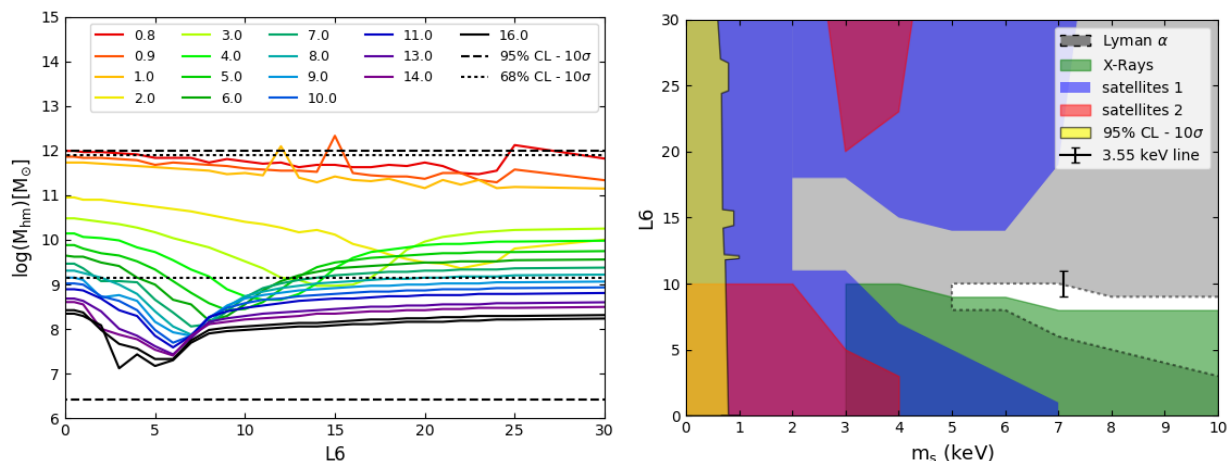 15
14
13
12
11
10
9
8
7
6
log(M_hm)[M_⊙]
0.8 3.0 7.0 11.0 16.0
0.9 4.0 8.0 13.0 95% CL - 10σ
1.0 5.0 9.0 14.0 68% CL - 10σ
2.0 6.0 10.0
0 5 10 15 20 25 30
L6
30
25
20
15
10
5
0
L6
Lyman α
X-Rays
satellites 1
satellites 2
95% CL - 10σ
3.55 keV line
0 1 2 3 4 5 6 7 8 9 10
m_s (keV)